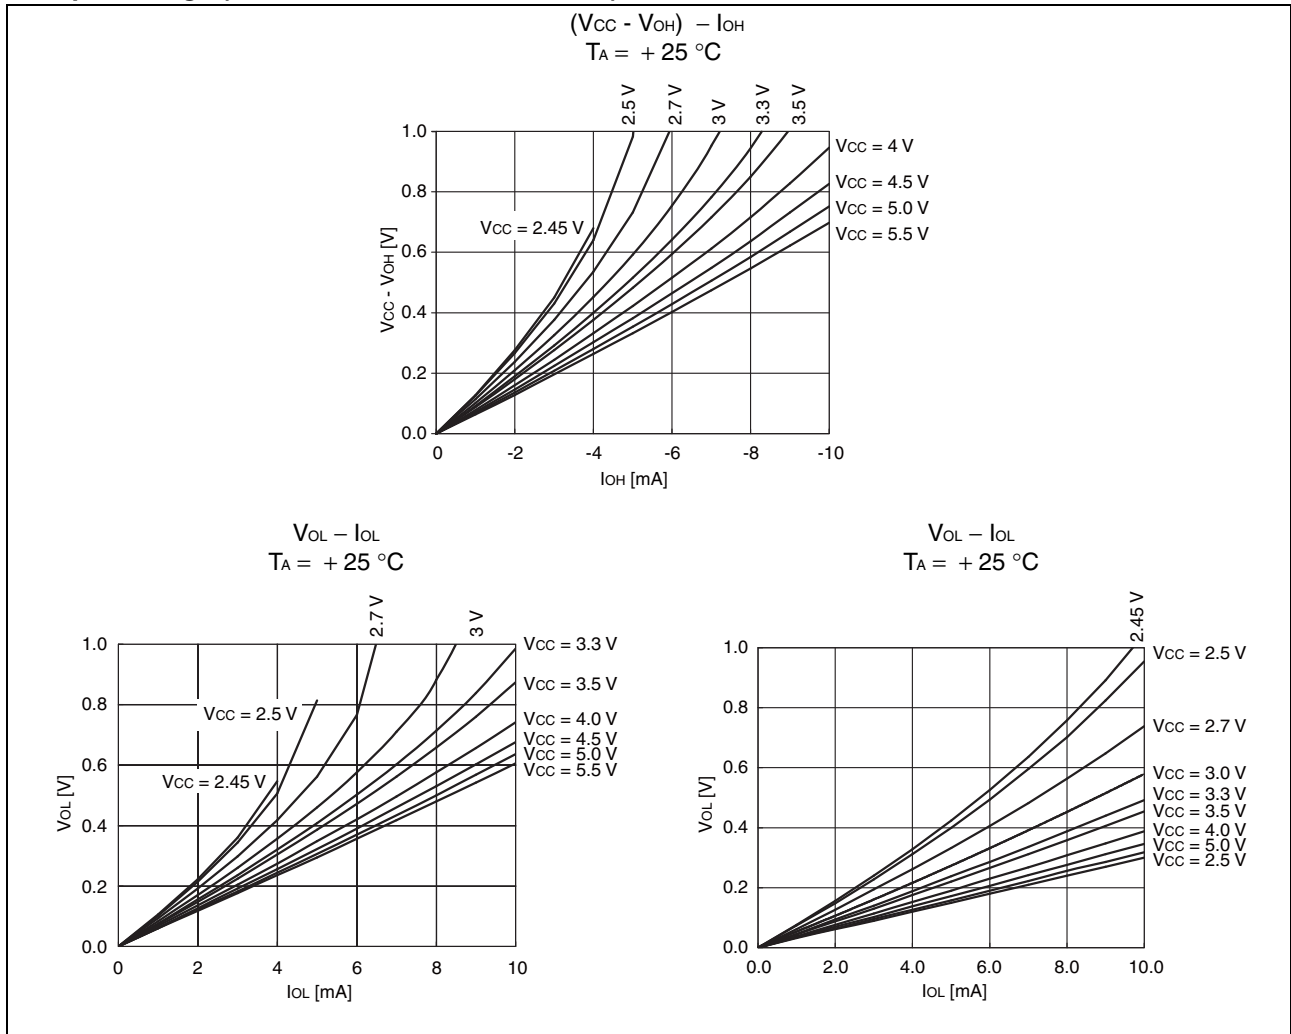 (VCC - VOH) – IOH
TA = + 25 °C
2.5 V
2.7 V
3 V
3.3 V
3.5 V
1.0
0.8
0.6
0.4
0.2
0.0
VCC - VOH [V]
VCC = 2.45 V
VCC = 4 V
VCC = 4.5 V
VCC = 5.0 V
VCC = 5.5 V
0 -2 -4 -6 -8 -10
IOH [mA]
VOL – IOL
TA = + 25 °C
2.7 V
3 V
1.0
0.8
0.6
0.4
0.2
0.0
VOL [V]
VCC = 2.5 V
VCC = 2.45 V
VCC = 3.3 V
VCC = 3.5 V
VCC = 4.0 V
VCC = 4.5 V
VCC = 5.0 V
VCC = 5.5 V
0 2 4 6 8 10
IOL [mA]
VOL – IOL
TA = + 25 °C
2.45 V
1.0
0.8
0.6
0.4
0.2
0.0
VOL [V]
VCC = 2.5 V
VCC = 2.7 V
VCC = 3.0 V
VCC = 3.3 V
VCC = 3.5 V
VCC = 4.0 V
VCC = 5.0 V
VCC = 2.5 V
0.0 2.0 4.0 6.0 8.0 10.0
IOL [mA]